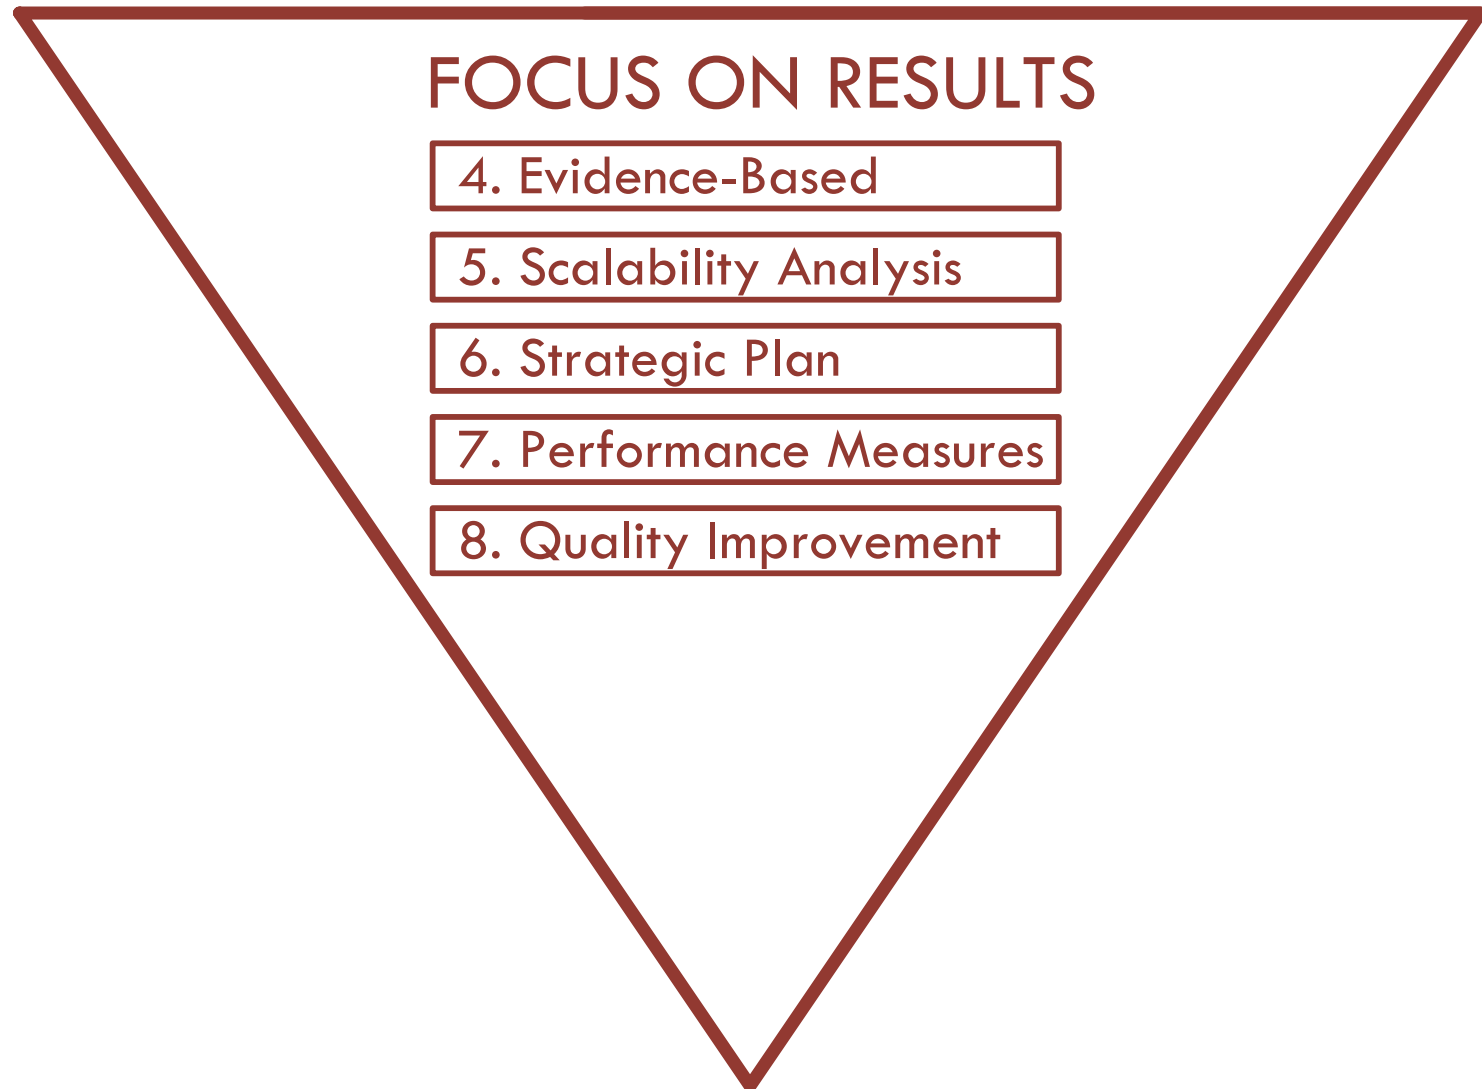 FOCUS ON RESULTS
4. Evidence-Based
5. Scalability Analysis
6. Strategic Plan
7. Performance Measures
8. Quality Improvement